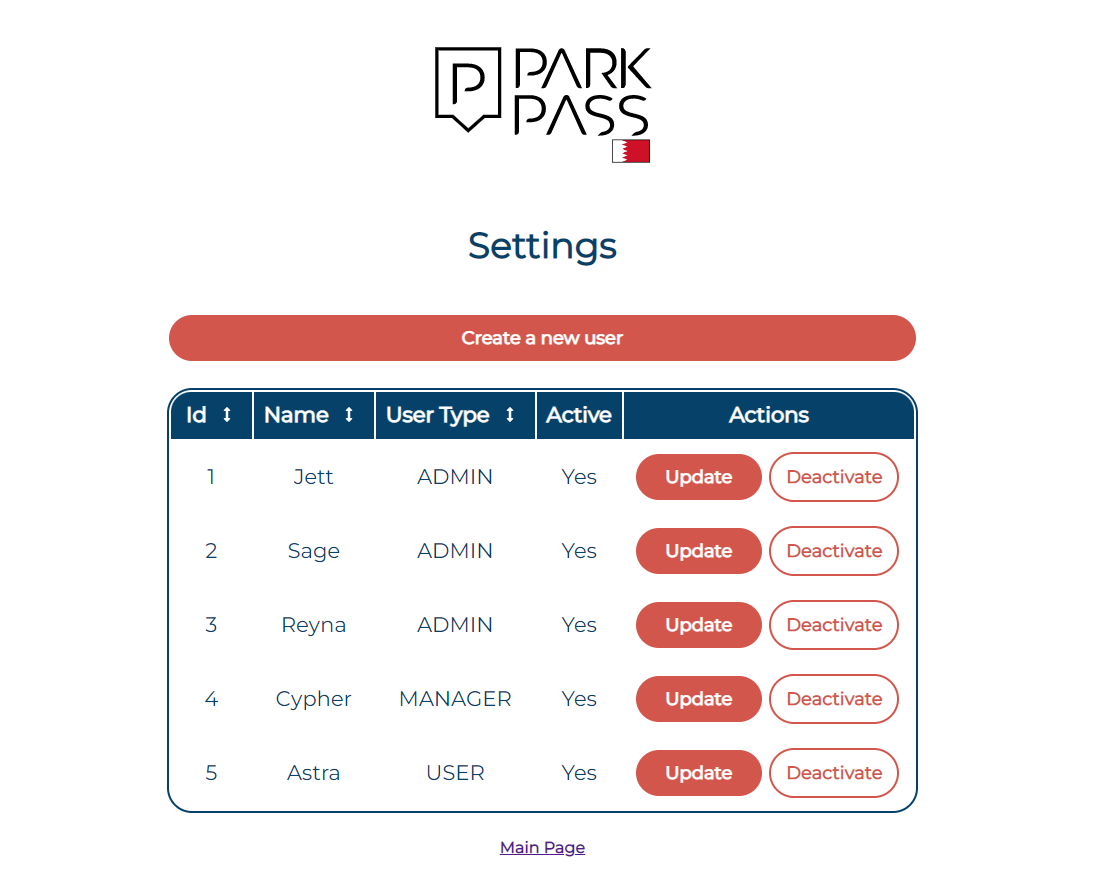 P PARK
PASS
Settings
Create a new user
Id Name User Type Active Actions
1 Jett ADMIN Yes Update Deactivate
2 Sage ADMIN Yes Update Deactivate
3 Reyna ADMIN Yes Update Deactivate
4 Cypher MANAGER Yes Update Deactivate
5 Astra USER Yes Update Deactivate
Main Page